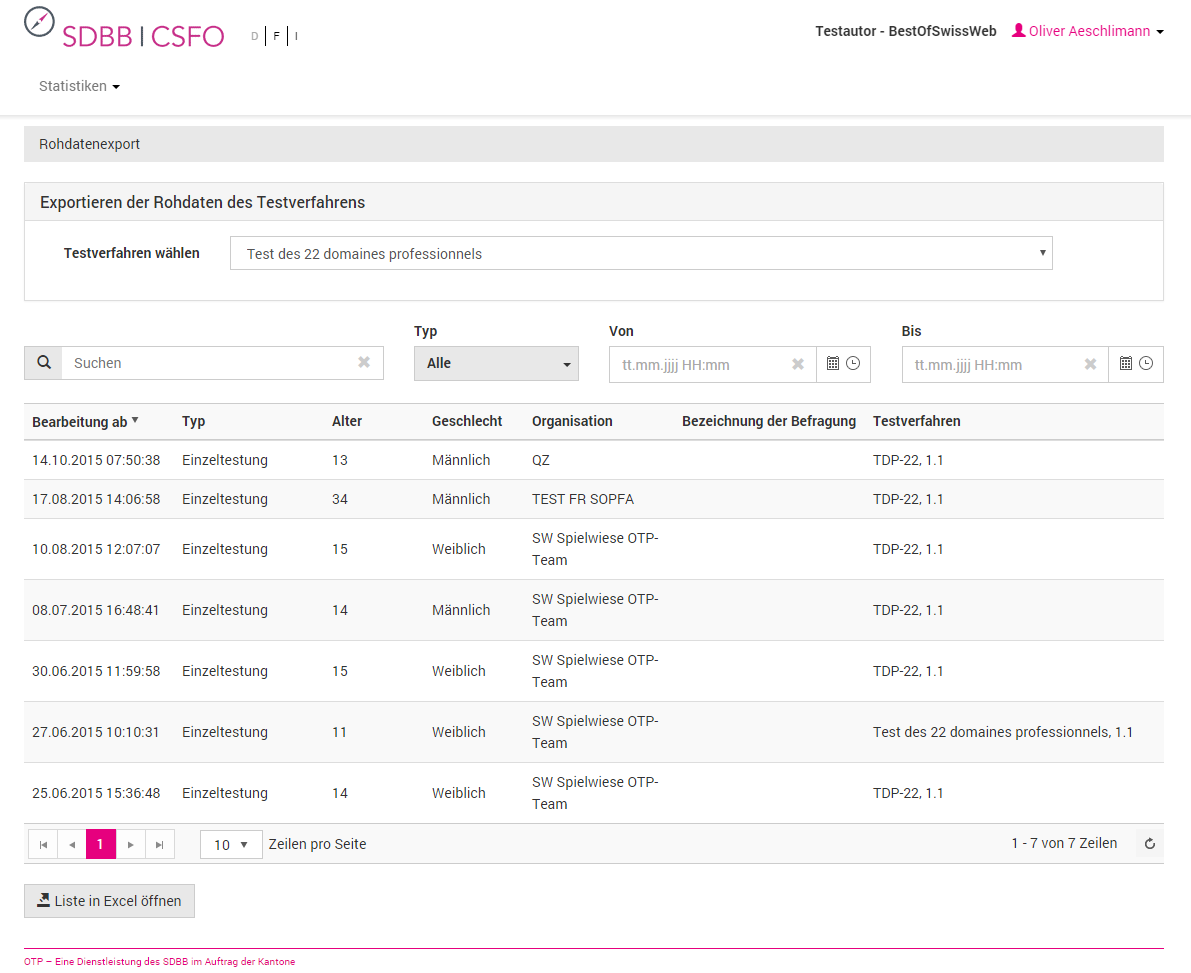 SDBB | CSFO
D | F | I
Testautor - BestOfSwissWeb Oliver Aeschlimann
Statistiken
Rohdatenexport
Exportieren der Rohdaten des Testverfahrens
Testverfahren wählen Test des 22 domaines professionnels
Typ Von Bis
Suchen Alle tt.mm.jjjj HH:mm tt.mm.jjjj HH:mm
Bearbeitung ab Typ Alter Geschlecht Organisation Bezeichnung der Befragung Testverfahren
14.10.2015 07:50:38 Einzeltestung 13 Männlich QZ TDP-22, 1.1
17.08.2015 14:06:58 Einzeltestung 34 Männlich TEST FR SOPFA TDP-22, 1.1
10.08.2015 12:07:07 Einzeltestung 15 Weiblich SW Spielwiese OTP-
Team TDP-22, 1.1
08.07.2015 16:48:41 Einzeltestung 14 Männlich SW Spielwiese OTP-
Team TDP-22, 1.1
30.06.2015 11:59:58 Einzeltestung 15 Weiblich SW Spielwiese OTP-
Team TDP-22, 1.1
27.06.2015 10:10:31 Einzeltestung 11 Weiblich SW Spielwiese OTP-
Team Test des 22 domaines professionnels, 1.1
25.06.2015 15:36:48 Einzeltestung 14 Weiblich SW Spielwiese OTP-
Team TDP-22, 1.1
1 10 Zeilen pro Seite 1 - 7 von 7 Zeilen
Liste in Excel öffnen
OTP – Eine Dienstleistung des SDBB im Auftrag der Kantone